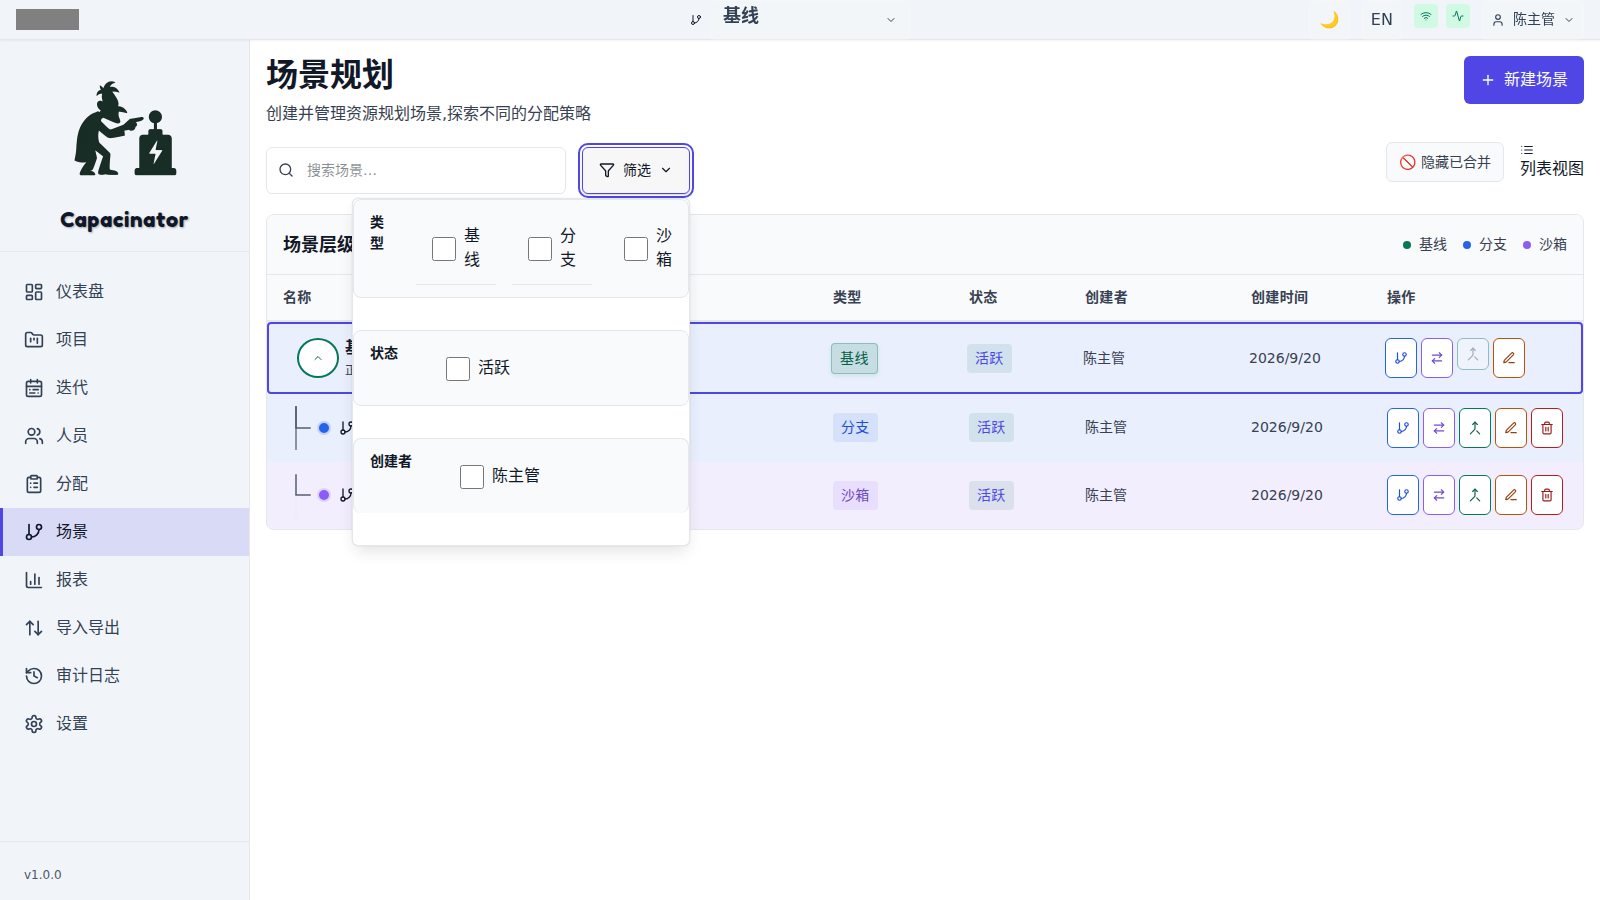 基线
EN
陈主管
Capacinator
仪表盘
项目
迭代
人员
分配
场景
报表
导入导出
审计日志
设置
v1.0.0
场景规划
创建并管理资源规划场景,探索不同的分配策略
新建场景
搜索场景...
筛选
隐藏已合并
列表视图
类型
基线
分支
沙箱
状态
活跃
创建者
陈主管
场景层级
基线
分支
沙箱
名称
类型
状态
创建者
创建时间
操作
基线
活跃
陈主管
2026/9/20
分支
活跃
陈主管
2026/9/20
沙箱
活跃
陈主管
2026/9/20